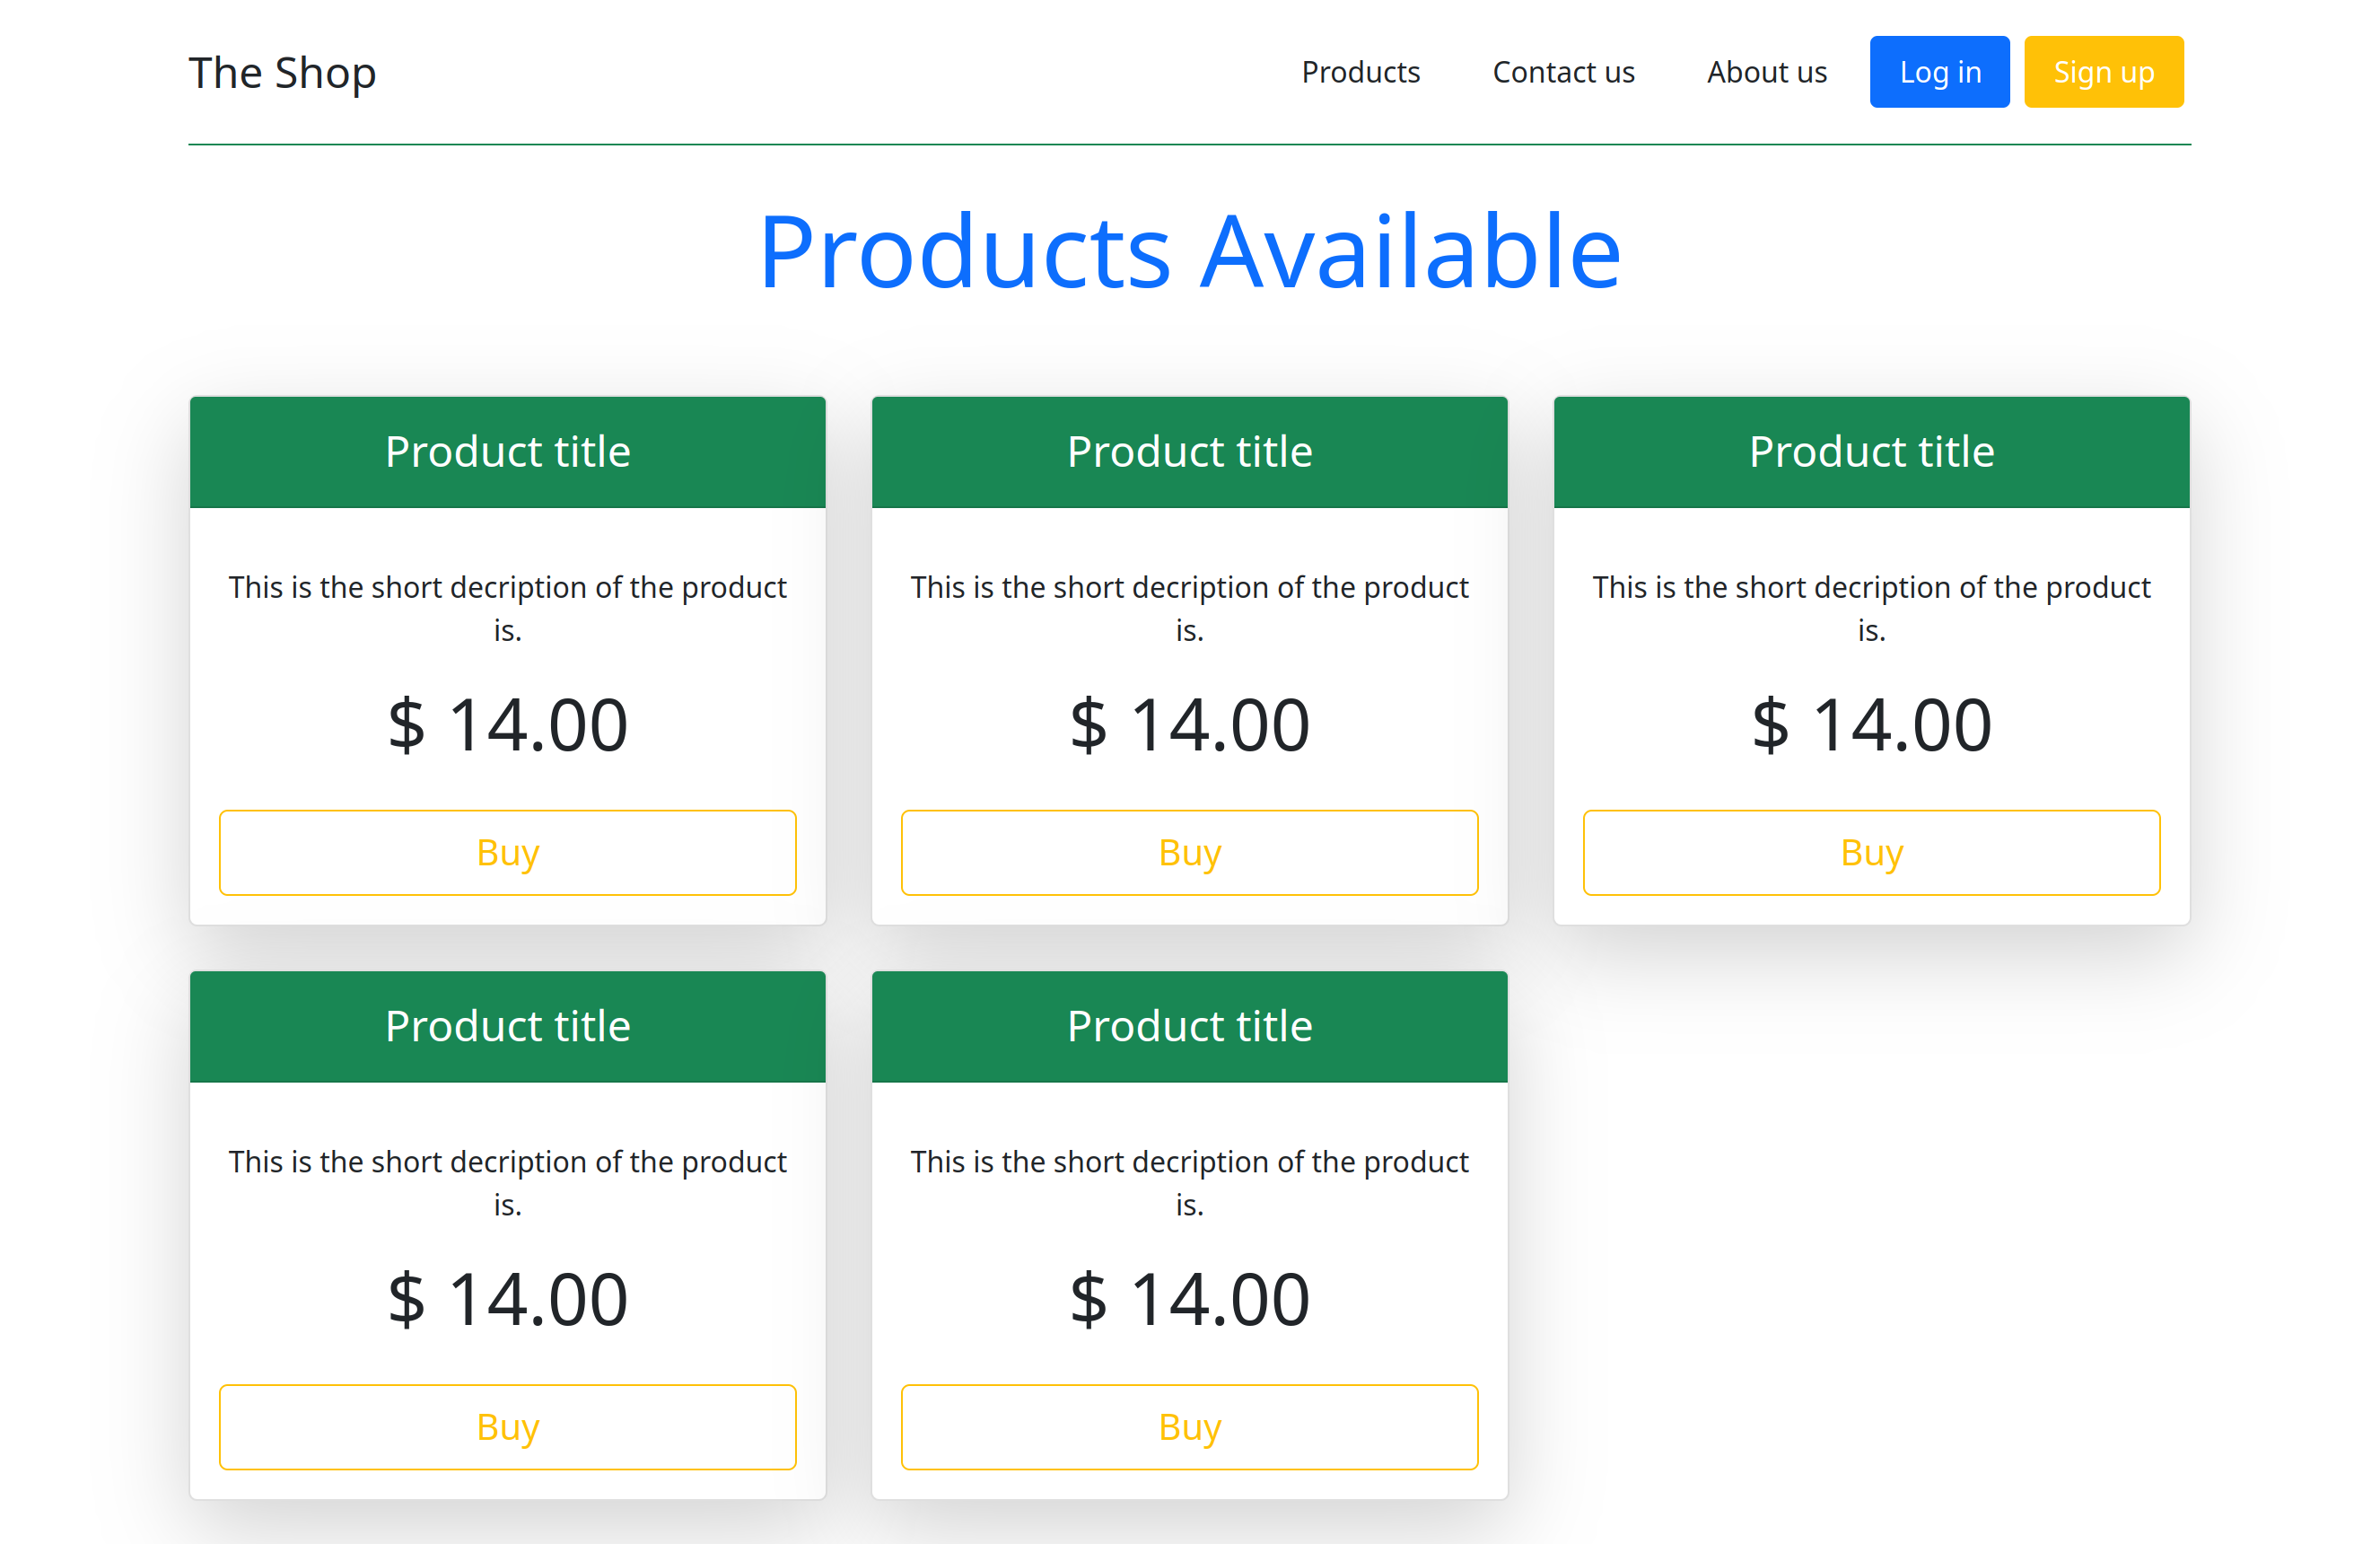 The Shop
Products
Contact us
About us
Log in
Sign up
Products Available
Product title
This is the short decription of the product
is.
$ 14.00
Buy
Product title
This is the short decription of the product
is.
$ 14.00
Buy
Product title
This is the short decription of the product
is.
$ 14.00
Buy
Product title
This is the short decription of the product
is.
$ 14.00
Buy
Product title
This is the short decription of the product
is.
$ 14.00
Buy